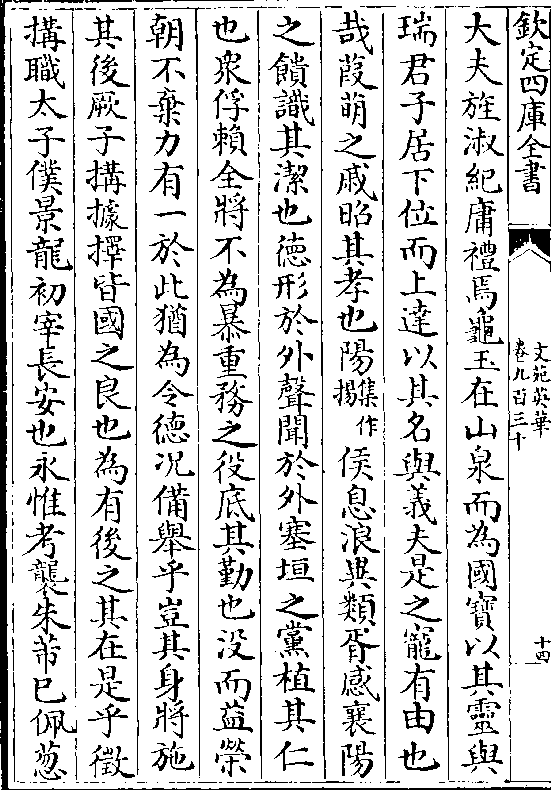 欽定四庫全書
文苑英華
卷九百三十
十四
大夫旌淑紀庸禮焉龜玉在山泉而為國寶以其靈與
瑞君子居下位而上達以其名與義夫是之寵有由也
哉葭萌之戚昭其孝也陽集作揚侯息浪異類胥感襄陽
之饋識其潔也德形於外聲聞於外塞垣之黨植其仁
也衆俘賴全將不為暴重務之役底其勤也没而益榮
朝不棄力有一於此猶為令德况備舉乎豈其身將施
其後厥子搆據擇皆國之良也為有後之其在是乎徵
搆職太子僕景龍初宰長安也永惟考襲朱芾已佩葱